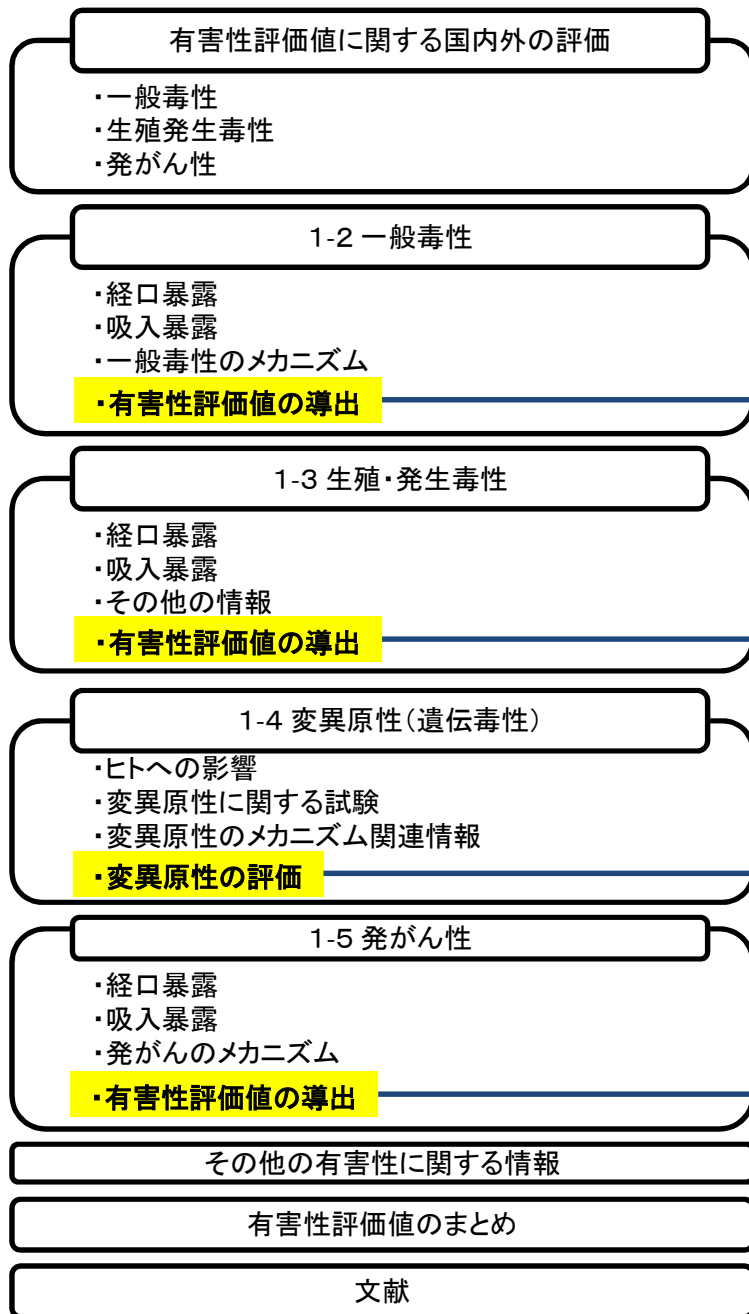 有害性評価値に関する国内外の評価
・一般毒性
・生殖発生毒性
・発がん性
1-2 一般毒性
・経口暴露
・吸入暴露
・一般毒性のメカニズム
・有害性評価値の導出
1-3 生殖・発生毒性
・経口暴露
・吸入暴露
・その他の情報
・有害性評価値の導出
1-4 変異原性（遺伝毒性）
・ヒトへの影響
・変異原性に関する試験
・変異原性のメカニズム関連情報
・変異原性の評価
1-5 発がん性
・経口暴露
・吸入暴露
・発がんのメカニズム
・有害性評価値の導出
その他の有害性に関する情報
有害性評価値のまとめ
文献